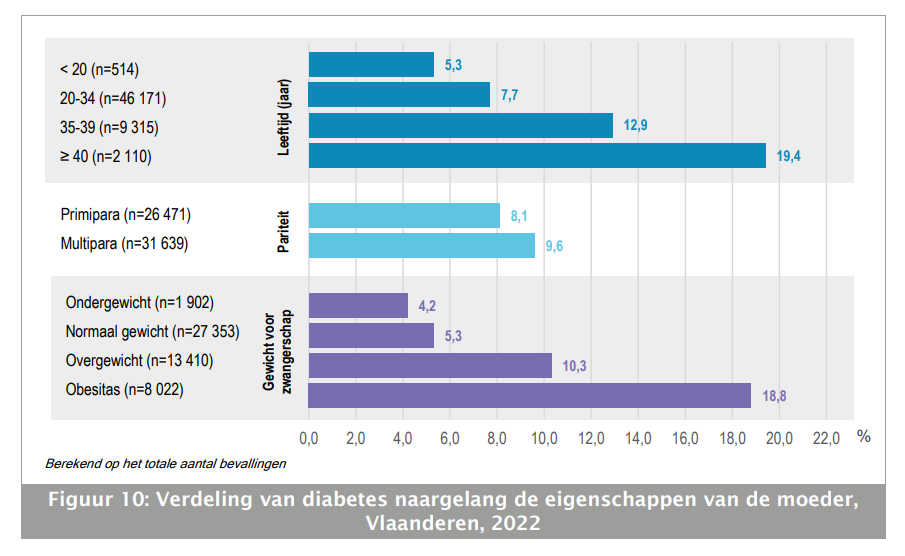 < 20 (n=514)
20-34 (n=46 171)
35-39 (n=9 315)
≥ 40 (n=2 110)
Leeftijd (jaar)
5,3
7,7
12,9
19,4
Primipara (n=26 471)
Multipara (n=31 639)
Pariteit
8,1
9,6
Ondergewicht (n=1 902)
Normaal gewicht (n=27 353)
Overgewicht (n=13 410)
Obesitas (n=8 022)
Gewicht voor
zwangerschap
4,2
5,3
10,3
18,8
0,0 2,0 4,0 6,0 8,0 10,0 12,0 14,0 16,0 18,0 20,0 22,0 %
Berekend op het totale aantal bevallingen
Figuur 10: Verdeling van diabetes naargelang de eigenschappen van de moeder,
Vlaanderen, 2022